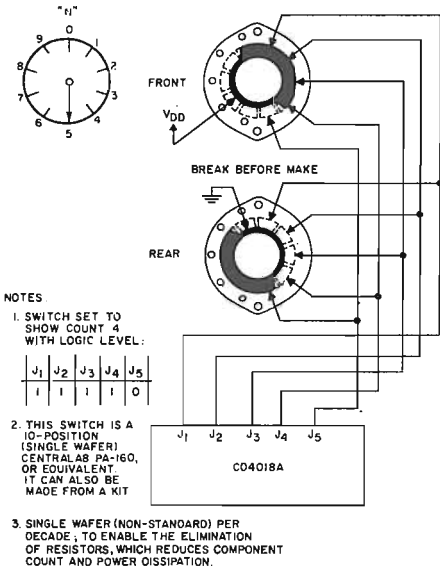 "N"
0
9
1
8
2
7
3
6
4
5
FRONT
VDD
BREAK BEFORE MAKE
REAR
NOTES
1. SWITCH SET TO
SHOW COUNT 4
WITH LOGIC LEVEL:
J1 J2 J3 J4 J5
1 1 1 1 0
2. THIS SWITCH IS A
10-POSITION
(SINGLE WAFER)
CENTRALAB PA-160,
OR EQUIVALENT.
IT CAN ALSO BE
MADE FROM A KIT
J1 J2 J3 J4 J5
CD4018A
3. SINGLE WAFER (NON-STANDARD) PER
DECADE; TO ENABLE THE ELIMINATION
OF RESISTORS, WHICH REDUCES COMPONENT
COUNT AND POWER DISSIPATION.